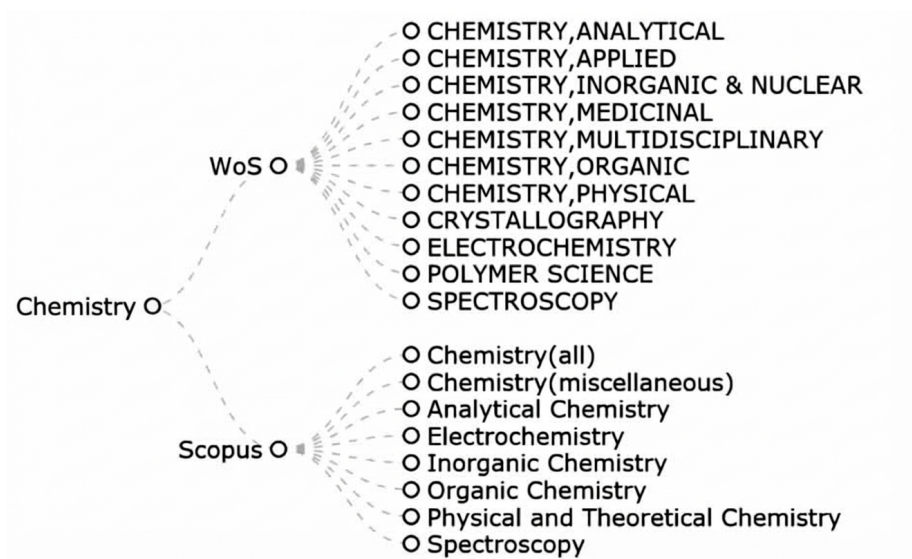 CHEMISTRY,ANALYTICAL
CHEMISTRY,APPLIED
CHEMISTRY,INORGANIC & NUCLEAR
CHEMISTRY,MEDICINAL
CHEMISTRY,MULTIDISCIPLINARY
WoS
CHEMISTRY,ORGANIC
CHEMISTRY,PHYSICAL
CRYSTALLOGRAPHY
ELECTROCHEMISTRY
POLYMER SCIENCE
SPECTROSCOPY
Chemistry
Chemistry(all)
Chemistry(miscellaneous)
Analytical Chemistry
Electrochemistry
Scopus
Inorganic Chemistry
Organic Chemistry
Physical and Theoretical Chemistry
Spectroscopy